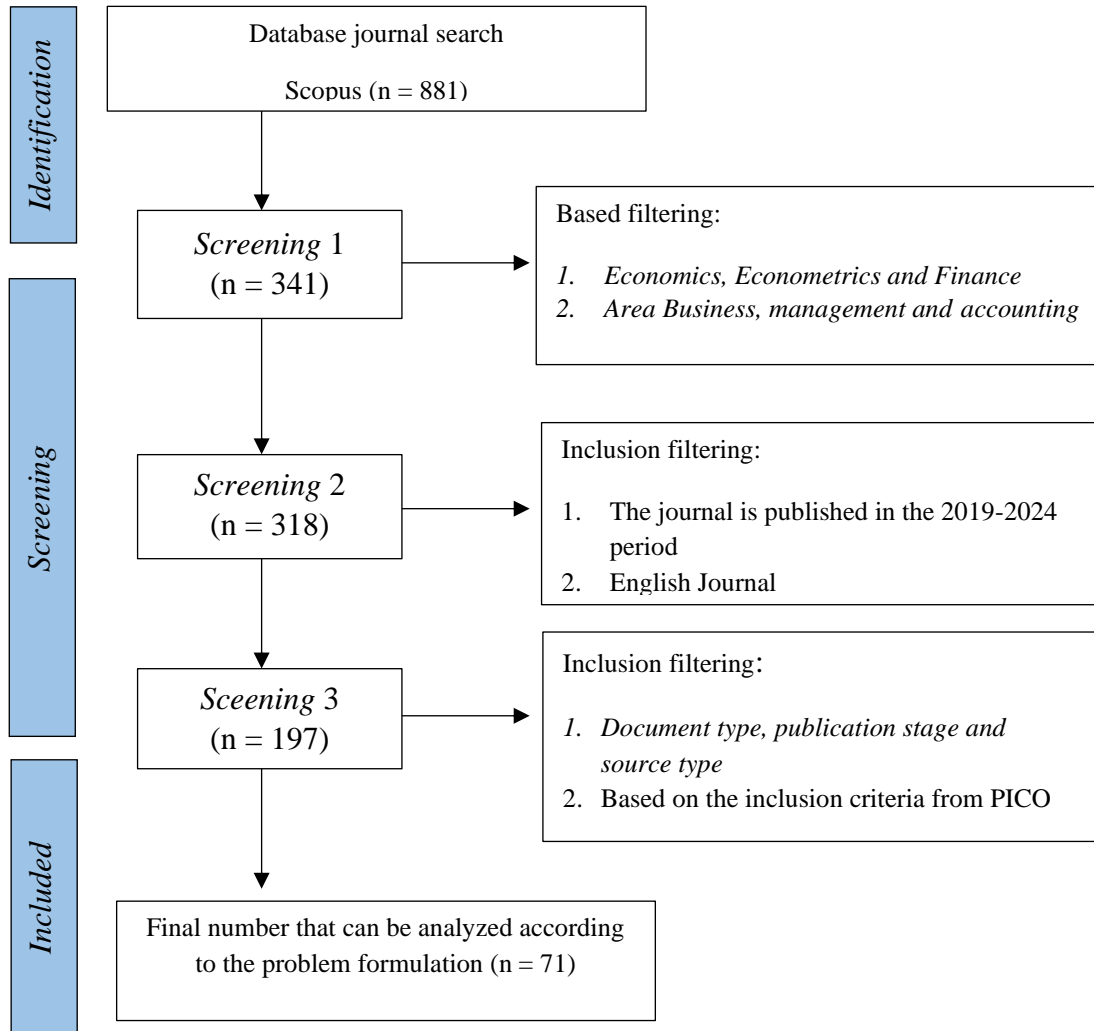 Identification
Database journal search
Scopus (n = 881)
Screening 1
(n = 341)
Based filtering:
1. Economics, Econometrics and Finance
2. Area Business, management and accounting
Screening
Screening 2
(n = 318)
Inclusion filtering:
1. The journal is published in the 2019-2024
period
2. English Journal
Sceening 3
(n = 197)
Inclusion filtering:
1. Document type, publication stage and
source type
2. Based on the inclusion criteria from PICO
Included
Final number that can be analyzed according
to the problem formulation (n = 71)